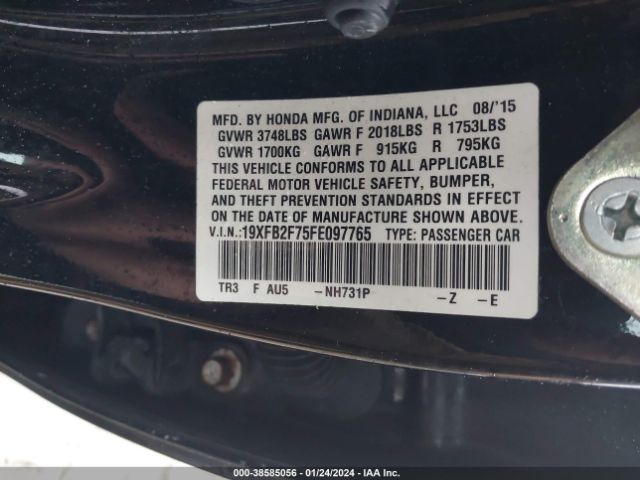 MFD. BY HONDA MFG. OF INDIANA, LLC 08/'15
GVWR 3748LBS GAWR F 2018LBS R 1753LBS
GVWR 1700KG GAWR F 915KG R 795KG
THIS VEHICLE CONFORMS TO ALL APPLICABLE
FEDERAL MOTOR VEHICLE SAFETY, BUMPER,
AND THEFT PREVENTION STANDARDS IN EFFECT
ON THE DATE OF MANUFACTURE SHOWN ABOVE.
V.I.N.:19XFB2F75FE097765 TYPE: PASSENGER CAR
TR3 F AU5 -NH731P -Z -E
000-38585056 - 01/24/2024 - IAA Inc.